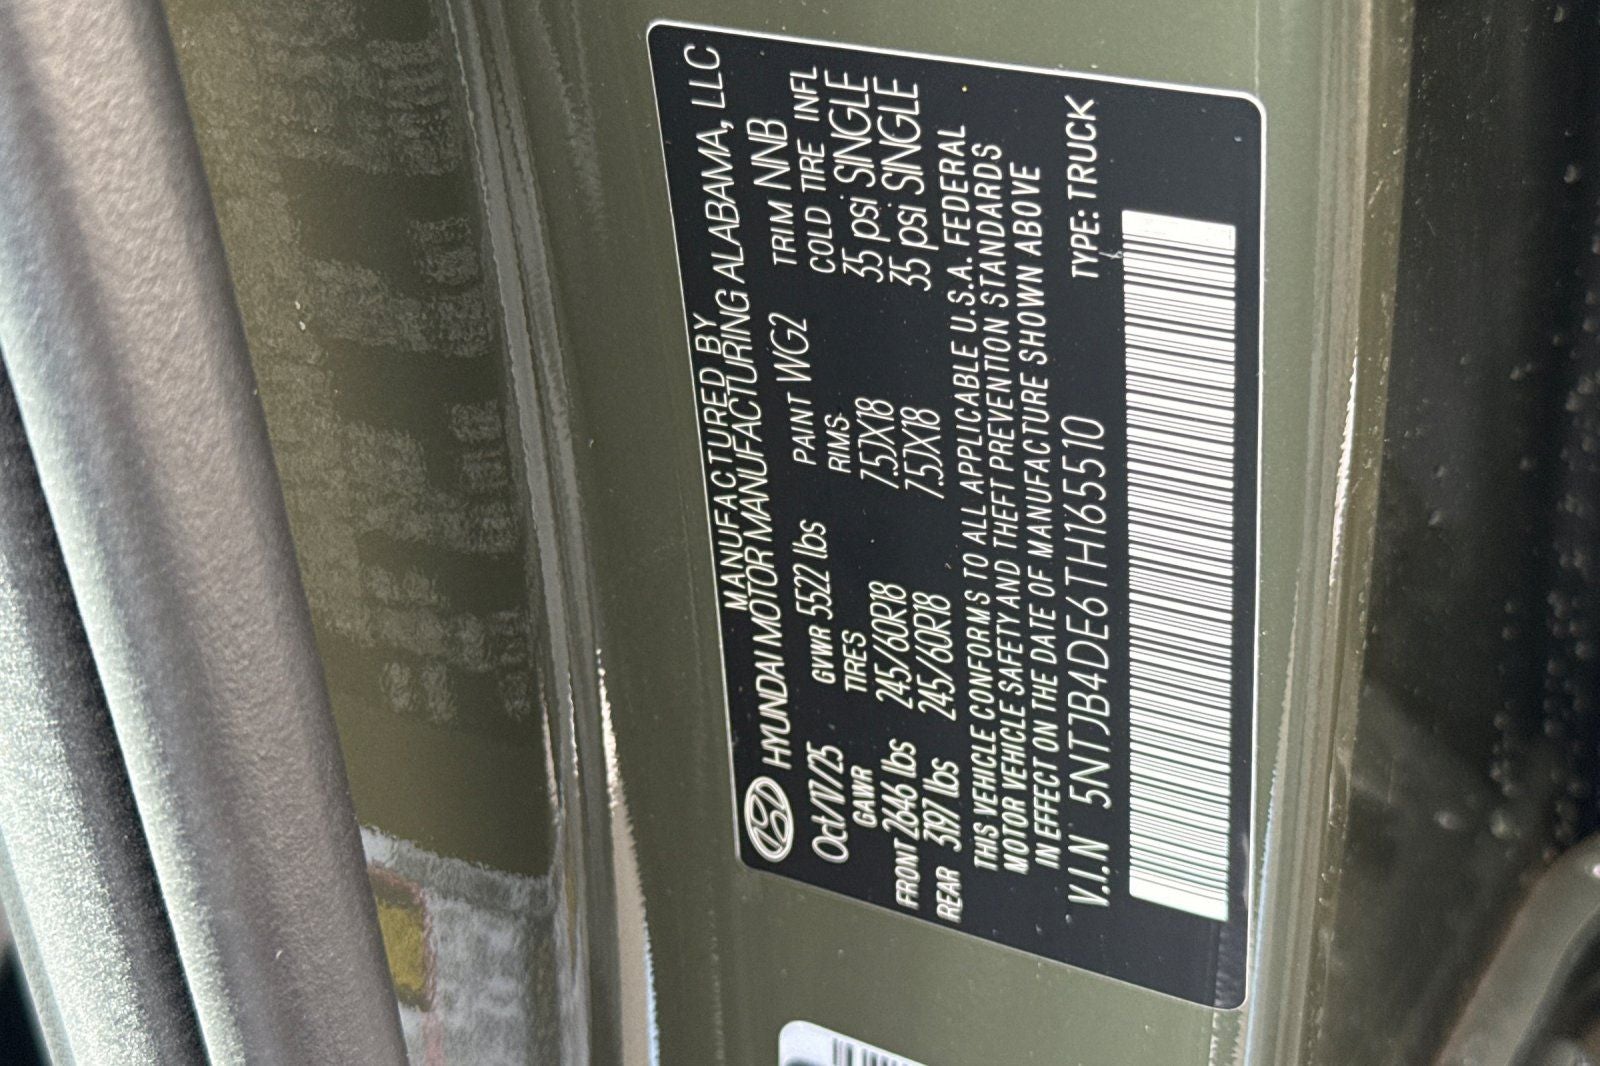 MANUFACTURED BY
HYUNDAI MOTOR MANUFACTURING ALABAMA, LLC
Oct/17/25 GVWR 5522 lbs PAINT WG2 TRIM NNB
GAWR TIRES RIMS COLD TIRE INFL
FRONT 2646 lbs 245/60R18 7.5JX18 35 psi SINGLE
REAR 3197 lbs 245/60R18 7.5JX18 35 psi SINGLE
THIS VEHICLE CONFORMS TO ALL APPLICABLE U.S.A. FEDERAL
MOTOR VEHICLE SAFETY AND THEFT PREVENTION STANDARDS
IN EFFECT ON THE DATE OF MANUFACTURE SHOWN ABOVE
V.I.N 5NTJB4DE6TH165510 TYPE: TRUCK